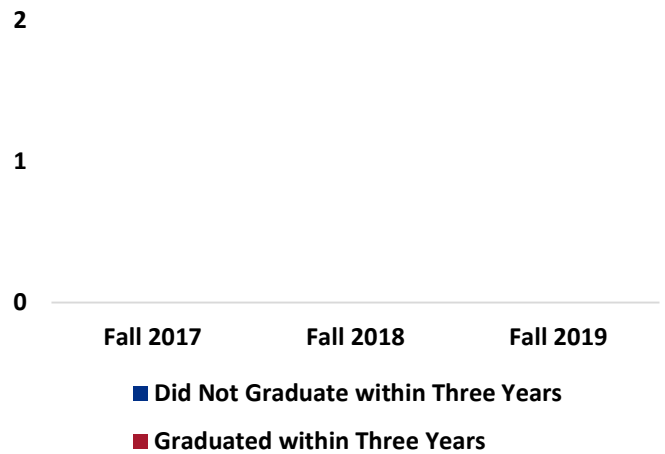 2
1
0
Fall 2017 Fall 2018 Fall 2019
Did Not Graduate within Three Years
Graduated within Three Years